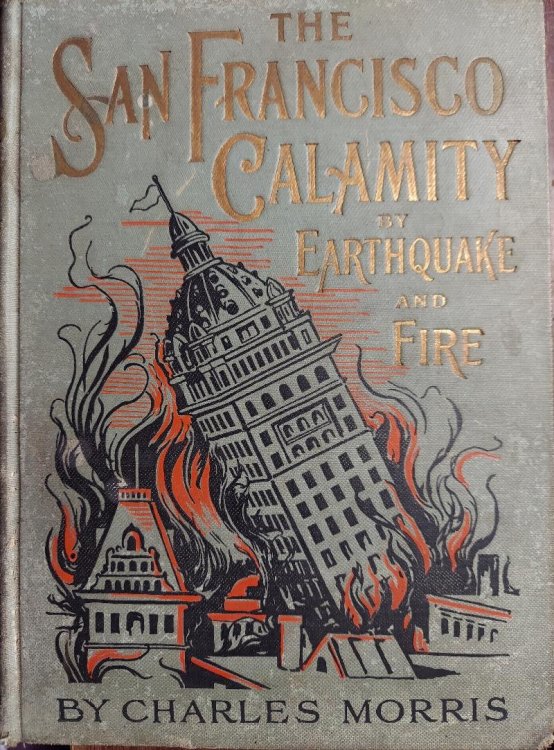 THE
SAN FRANCISCO
CALAMITY
BY
EARTHQUAKE
AND
FIRE
BY CHARLES MORRIS